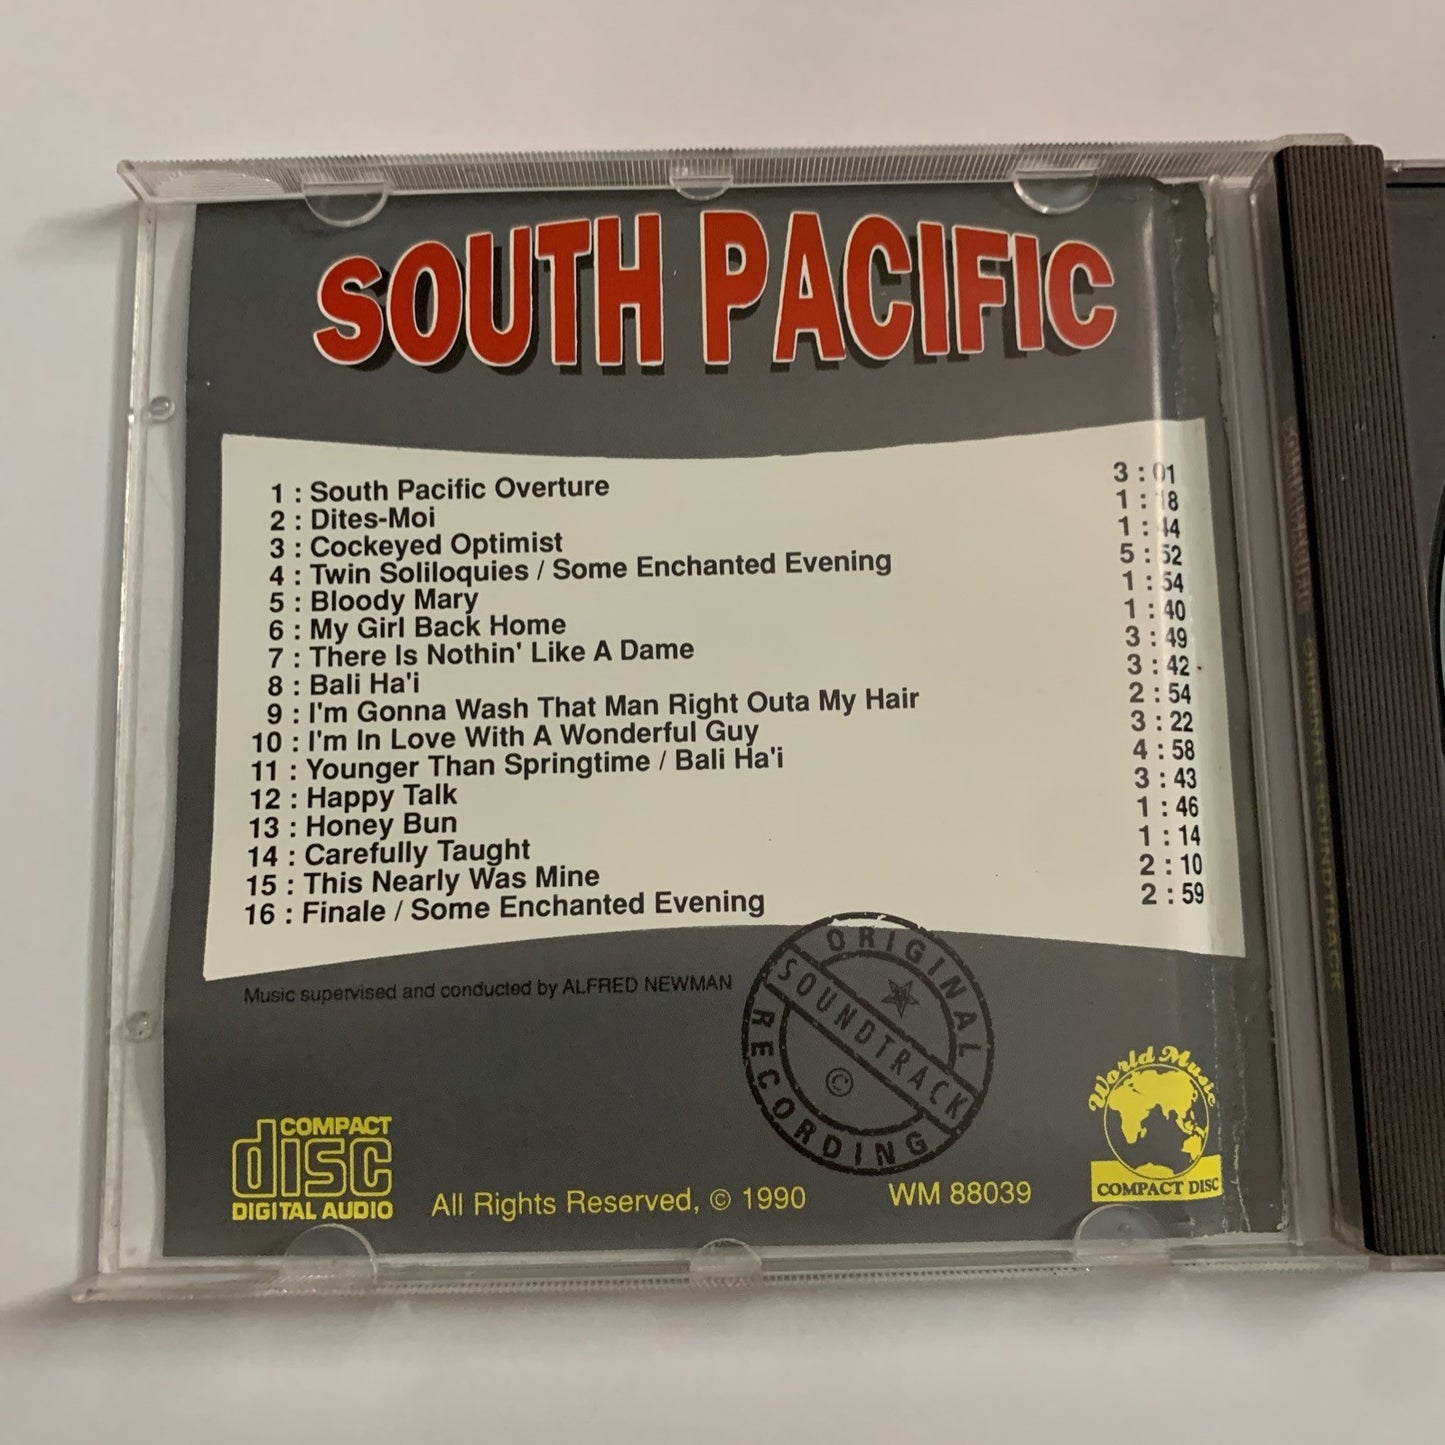 SOUTH PACIFIC
1 : South Pacific Overture 3 : 01
2 : Dites-Moi 1 : 18
3 : Cockeyed Optimist 1 : 44
4 : Twin Soliloquies / Some Enchanted Evening 5 : 52
5 : Bloody Mary 1 : 54
6 : My Girl Back Home 1 : 40
7 : There Is Nothin' Like A Dame 3 : 49
8 : Bali Ha'i 3 : 42
9 : I'm Gonna Wash That Man Right Outa My Hair 2 : 54
10 : I'm In Love With A Wonderful Guy 3 : 22
11 : Younger Than Springtime / Bali Ha'i 4 : 58
12 : Happy Talk 3 : 43
13 : Honey Bun 1 : 46
14 : Carefully Taught 1 : 14
15 : This Nearly Was Mine 2 : 10
16 : Finale / Some Enchanted Evening 2 : 59
Music supervised and conducted by ALFRED NEWMAN
ORIGINAL
SOUNDTRACK
©
RECORDING
World Music
COMPACT DISC
COMPACT
disc
DIGITAL AUDIO
All Rights Reserved, © 1990
WM 88039
ORIGINAL SOUNDTRACK